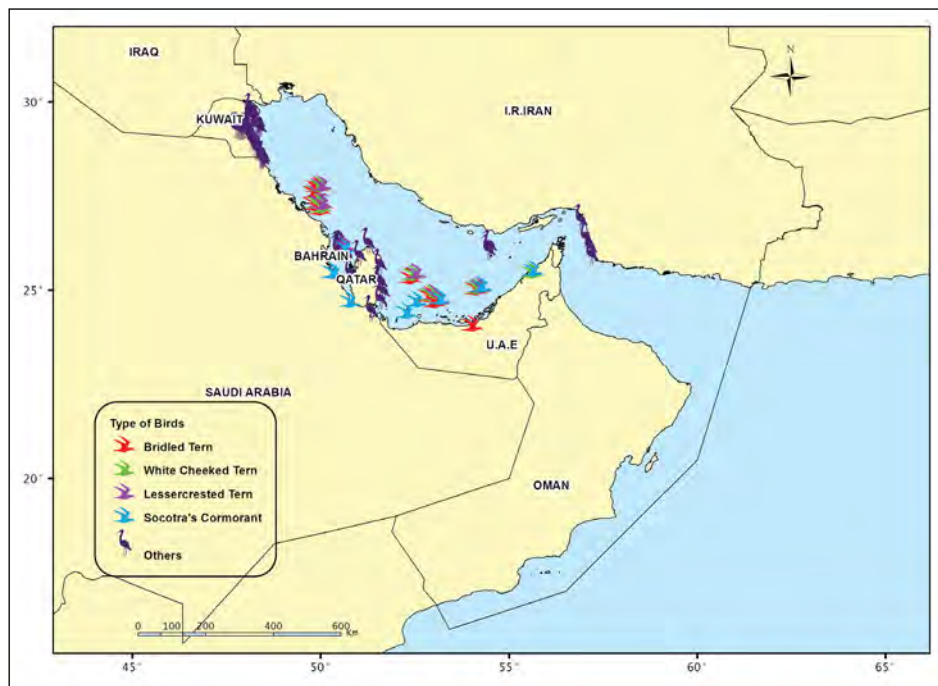 N
IRAQ
30°
KUWAIT
I.R.IRAN
BAHRAIN
QATAR
25°
U.A.E
SAUDI ARABIA
Type of Birds
Bridled Tern
White Cheeked Tern
Lessercrested Tern
Socotra's Cormorant
Others
20°
OMAN
0 100 200 400 600
Km
45° 50° 55° 60° 65°